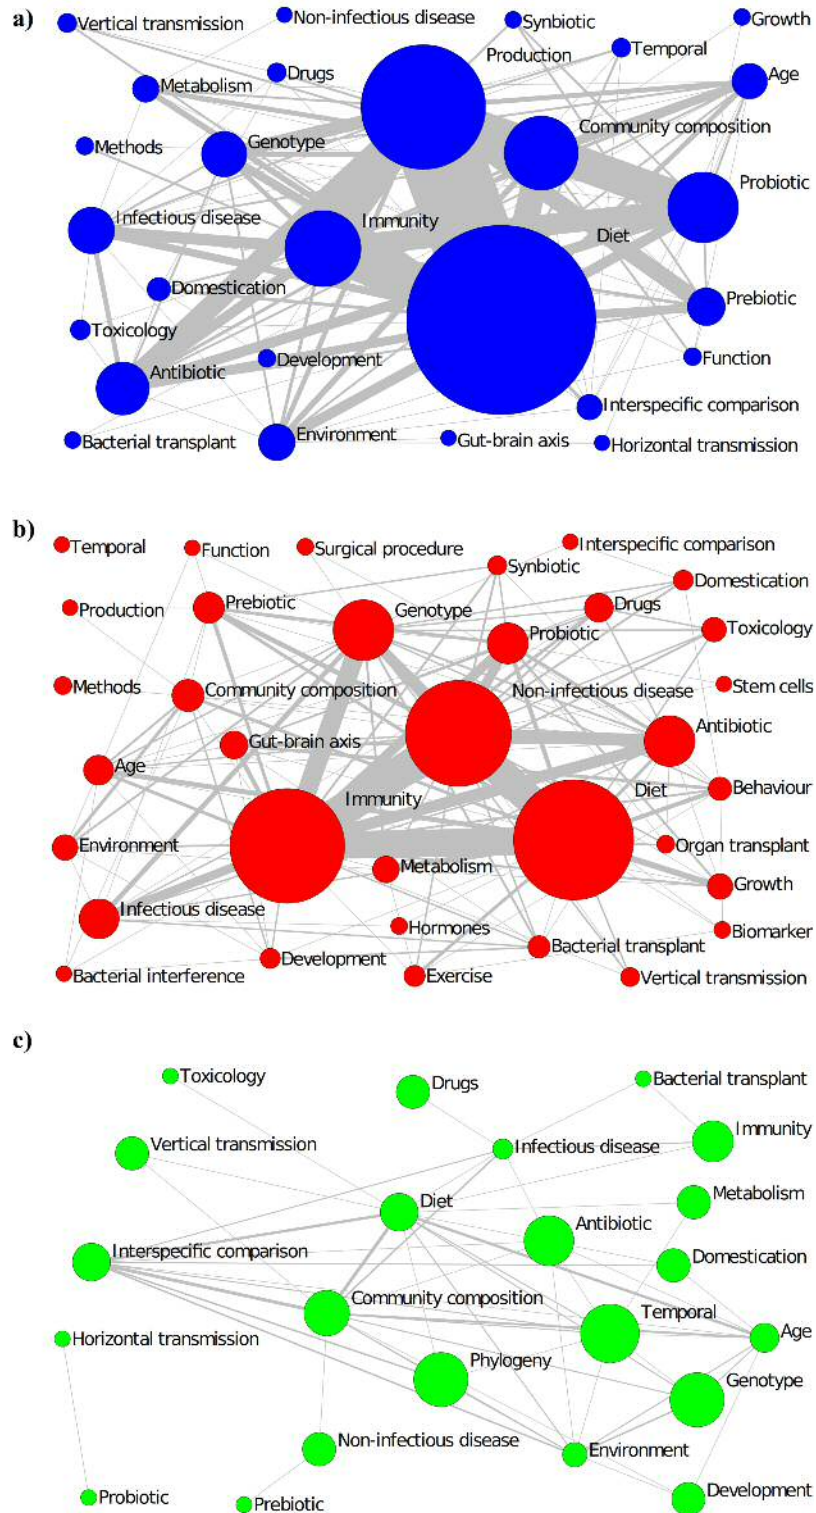 a)
Vertical transmission
Non-infectious disease
Synbiotic
Growth
Production
Temporal
Drugs
Age
Metabolism
Community composition
Genotype
Methods
Probiotic
Infectious disease
Immunity
Diet
Domestication
Prebiotic
Toxicology
Development
Function
Antibiotic
Interspecific comparison
Environment
Bacterial transplant
Gut-brain axis
Horizontal transmission
b)
Temporal
Function
Surgical procedure
Interspecific comparison
Synbiotic
Domestication
Production
Prebiotic
Genotype
Drugs
Probiotic
Toxicology
Methods
Community composition
Non-infectious disease
Stem cells
Antibiotic
Gut-brain axis
Age
Immunity
Diet
Behaviour
Environment
Organ transplant
Metabolism
Growth
Infectious disease
Hormones
Biomarker
Development
Bacterial transplant
Bacterial interference
Exercise
Vertical transmission
c)
Toxicology
Drugs
Bacterial transplant
Vertical transmission
Infectious disease
Immunity
Diet
Metabolism
Antibiotic
Interspecific comparison
Domestication
Community composition
Temporal
Horizontal transmission
Age
Phylogeny
Genotype
Non-infectious disease
Environment
Probiotic
Prebiotic
Development